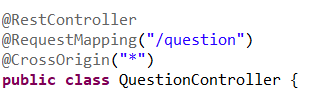 @RestController
@RequestMapping("/question")
@CrossOrigin("*")
public class QuestionController {